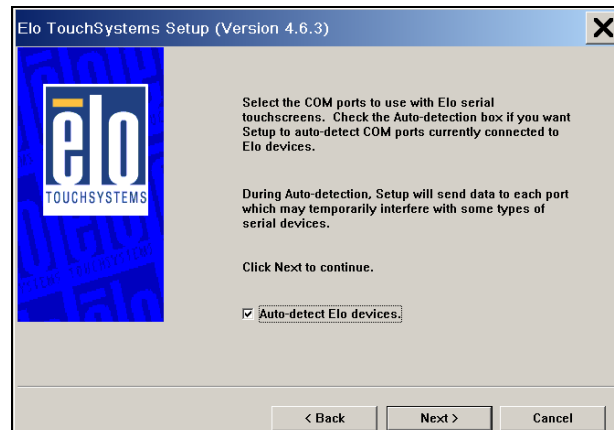 Elo TouchSystems Setup (Version 4.6.3)
elo
TOUCHSYSTEMS
Select the COM ports to use with Elo serial
touchscreens. Check the Auto-detection box if you want
Setup to auto-detect COM ports currently connected to
Elo devices.
During Auto-detection, Setup will send data to each port
which may temporarily interfere with some types of
serial devices.
Click Next to continue.
Auto-detect Elo devices.
< Back
Next >
Cancel